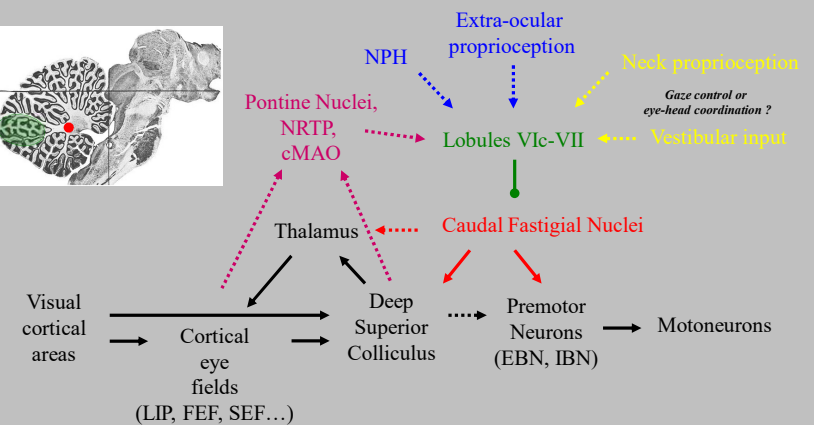 Extra-ocular
proprioception
NPH
Neck proprioception
Gaze control or
eye-head coordination ?
Pontine Nuclei,
NRTP,
cMAO
Lobules VIc-VII
Vestibular input
Thalamus
Caudal Fastigial Nuclei
Visual
cortical
areas
Cortical
eye
fields
(LIP, FEF, SEF…)
Deep
Superior
Colliculus
Premotor
Neurons
(EBN, IBN)
Motoneurons